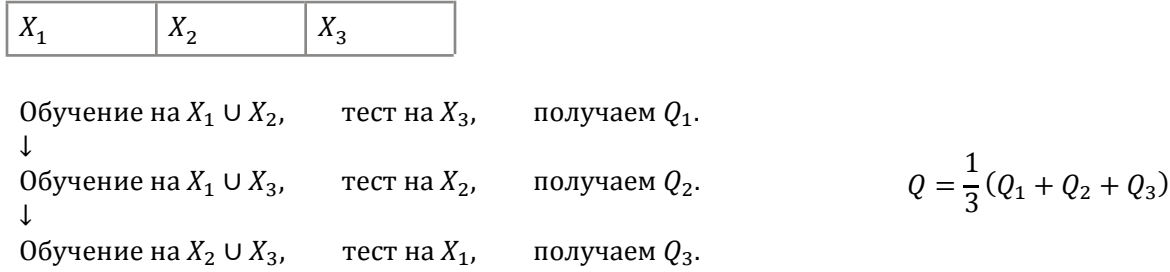 X₁ X₂ X₃
Обучение на X₁ ∪ X₂, тест на X₃, получаем Q₁.
↓
Обучение на X₁ ∪ X₃, тест на X₂, получаем Q₂.
Q = 1/3 (Q₁ + Q₂ + Q₃)
↓
Обучение на X₂ ∪ X₃, тест на X₁, получаем Q₃.